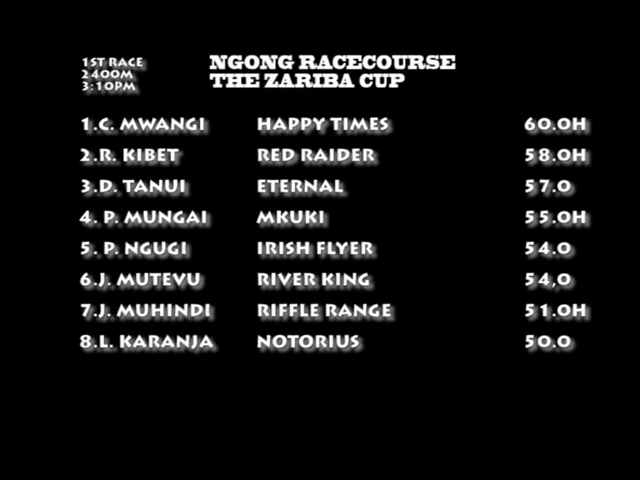 1ST RACE
2400M
3:10PM
NGONG RACECOURSE
THE ZARIBA CUP
1.C. MWANGI HAPPY TIMES 60.0H
2.R. KIBET RED RAIDER 58.0H
3.D. TANUI ETERNAL 57.0
4. P. MUNGAI MKUKI 55.0H
5. P. NGUGI IRISH FLYER 54.0
6.J. MUTEVU RIVER KING 54,0
7.J. MUHINDI RIFFLE RANGE 51.0H
8.L. KARANJA NOTORIUS 50.0